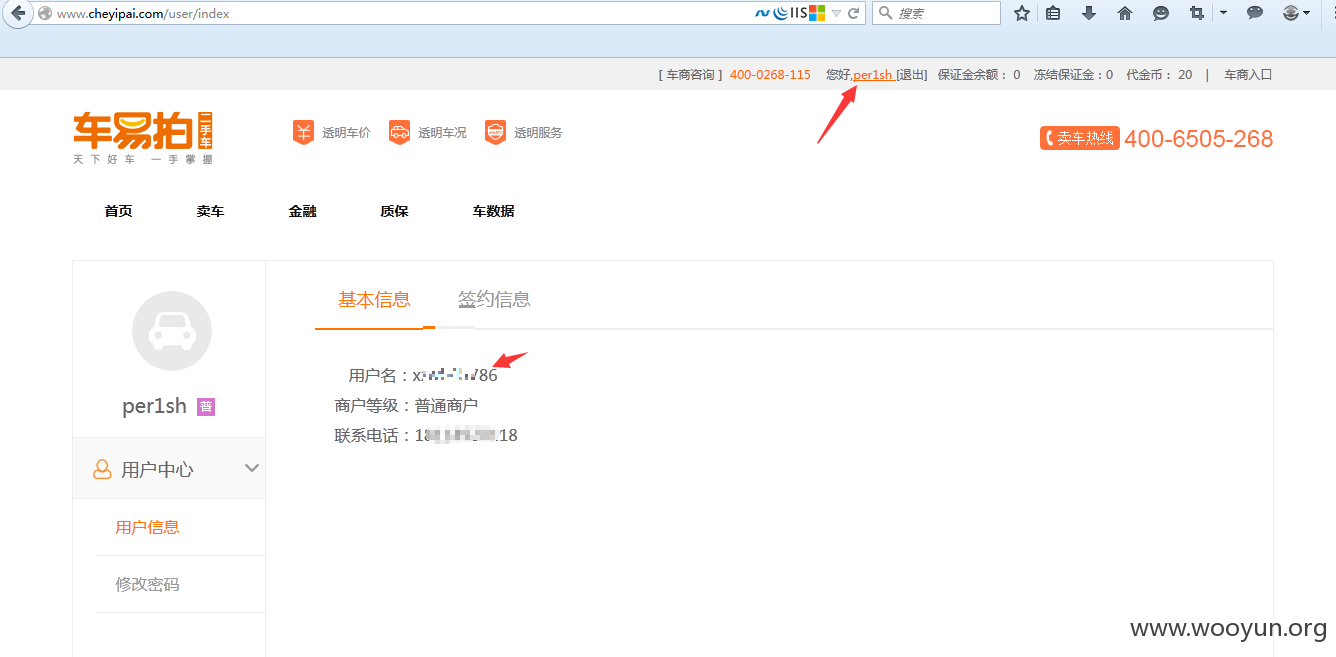 www.cheyipai.com/user/index
IIS
搜索
[ 车商咨询 ] 400-0268-115 您好,per1sh [退出] 保证金余额： 0 冻结保证金：0 代金币： 20 | 车商入口
车易拍 二手车
天下好车 一手掌握
透明车价 透明车况 透明服务
卖车热线 400-6505-268
首页 卖车 金融 质保 车数据
基本信息 签约信息
用户名：x 786
商户等级：普通商户
联系电话：18 18
per1sh 普
用户中心
用户信息
修改密码
www.wooyun.org